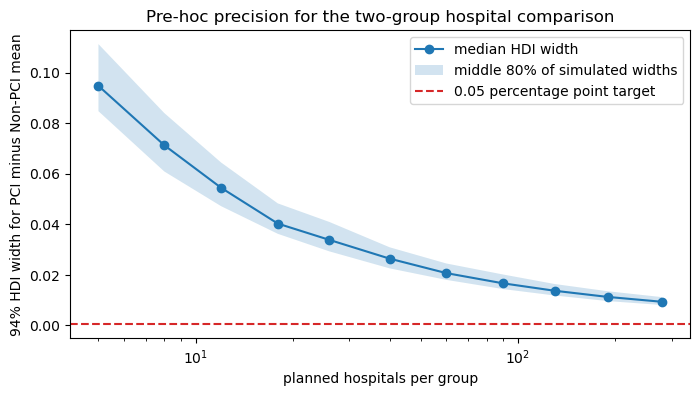 Pre-hoc precision for the two-group hospital comparison
94% HDI width for PCI minus Non-PCI mean
0.10
0.08
0.06
0.04
0.02
0.00
median HDI width
middle 80% of simulated widths
0.05 percentage point target
10¹
10²
planned hospitals per group